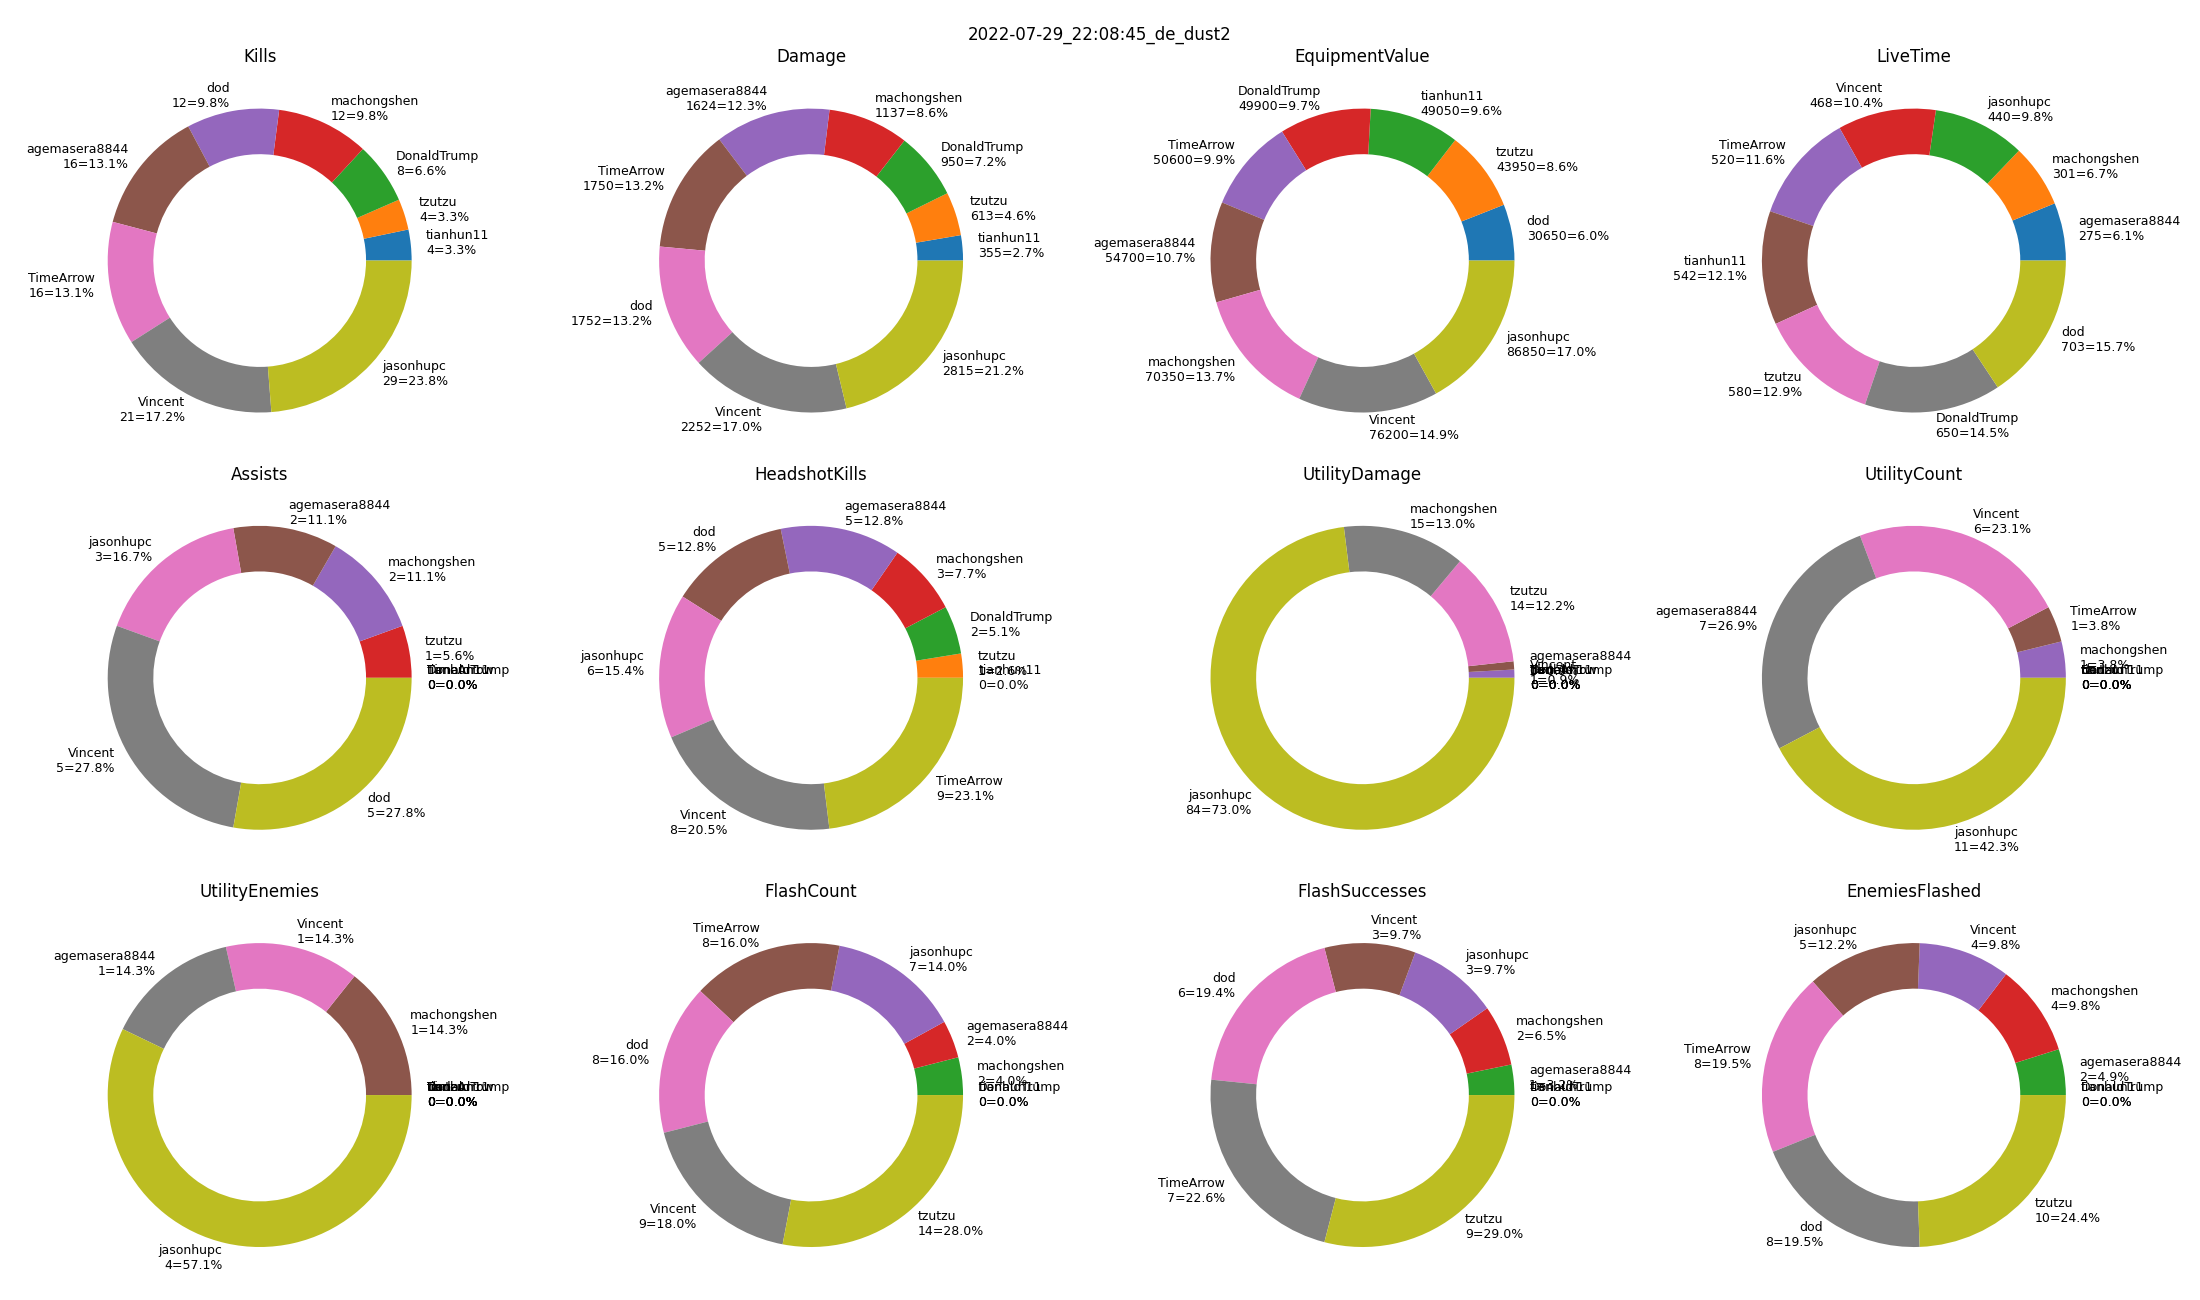 2022-07-29_22:08:45_de_dust2
Kills
dod
12=9.8%
machongshen
12=9.8%
agemasera8844
16=13.1%
DonaldTrump
8=6.6%
tzutzu
4=3.3%
tianhun11
4=3.3%
TimeArrow
16=13.1%
jasonhupc
29=23.8%
Vincent
21=17.2%
Damage
agemasera8844
1624=12.3%
machongshen
1137=8.6%
DonaldTrump
950=7.2%
TimeArrow
1750=13.2%
tzutzu
613=4.6%
tianhun11
355=2.7%
dod
1752=13.2%
jasonhupc
2815=21.2%
Vincent
2252=17.0%
EquipmentValue
DonaldTrump
49900=9.7%
tianhun11
49050=9.6%
TimeArrow
50600=9.9%
tzutzu
43950=8.6%
dod
30650=6.0%
agemasera8844
54700=10.7%
jasonhupc
86850=17.0%
machongshen
70350=13.7%
Vincent
76200=14.9%
LiveTime
Vincent
468=10.4%
jasonhupc
440=9.8%
TimeArrow
520=11.6%
machongshen
301=6.7%
agemasera8844
275=6.1%
tianhun11
542=12.1%
dod
703=15.7%
tzutzu
580=12.9%
DonaldTrump
650=14.5%
Assists
agemasera8844
2=11.1%
jasonhupc
3=16.7%
machongshen
2=11.1%
tzutzu
1=5.6%
0=0.0%
Vincent
5=27.8%
dod
5=27.8%
HeadshotKills
agemasera8844
5=12.8%
dod
5=12.8%
machongshen
3=7.7%
DonaldTrump
2=5.1%
tzutzu
1=2.6%
tianhun11
0=0.0%
jasonhupc
6=15.4%
TimeArrow
9=23.1%
Vincent
8=20.5%
UtilityDamage
machongshen
15=13.0%
tzutzu
14=12.2%
agemasera8844
Vincent
1=0.9%
0=0.0%
jasonhupc
84=73.0%
UtilityCount
Vincent
6=23.1%
agemasera8844
7=26.9%
TimeArrow
1=3.8%
machongshen
1=3.8%
0=0.0%
jasonhupc
11=42.3%
UtilityEnemies
Vincent
1=14.3%
agemasera8844
1=14.3%
machongshen
1=14.3%
0=0.0%
jasonhupc
4=57.1%
FlashCount
TimeArrow
8=16.0%
jasonhupc
7=14.0%
agemasera8844
2=4.0%
dod
8=16.0%
machongshen
2=4.0%
0=0.0%
Vincent
9=18.0%
tzutzu
14=28.0%
FlashSuccesses
Vincent
3=9.7%
jasonhupc
3=9.7%
dod
6=19.4%
machongshen
2=6.5%
agemasera8844
1=3.2%
0=0.0%
TimeArrow
7=22.6%
tzutzu
9=29.0%
EnemiesFlashed
jasonhupc
5=12.2%
Vincent
4=9.8%
machongshen
4=9.8%
TimeArrow
8=19.5%
agemasera8844
2=4.9%
0=0.0%
tzutzu
10=24.4%
dod
8=19.5%